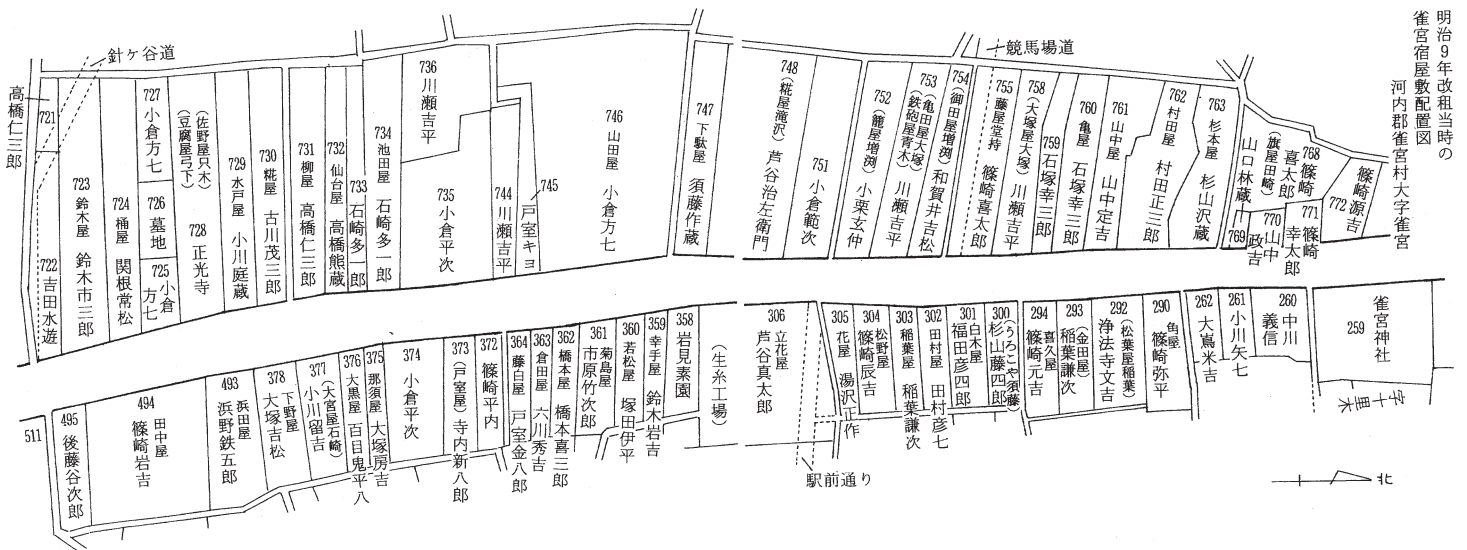 明治9年改租当時の
雀宮宿屋敷配置図
河内郡雀宮村大字雀宮
針ヶ谷道
競馬場道
高橋仁三郎
721
722 吉田水遊
723 鈴木屋 鈴木市三郎
724 桶屋 関根常松
727 小倉方七
726 墓地
725 小倉方七
(佐野屋只木)
(豆腐屋弓下)
728 正光寺
729 水戸屋 小川庭蔵
730 糀屋 古川茂三郎
731 柳屋 高橋仁三郎
732 仙台屋 高橋熊蔵
733 石崎多一郎
734 池田屋 石崎多一郎
736 川瀬吉平
735 小倉平次
744 川瀬吉平
745
戸室キヨ
746 山田屋 小倉方七
747 下駄屋 須藤作蔵
748 (糀屋滝沢) 芦谷治左衛門
751 小倉範次
752 (籠屋増渕) 小栗玄仲
753 (亀田屋大塚)
(鉄砲屋青木) 川瀬吉平
754 (御田屋増渕) 和賀井吉松
755 藤屋堂持 篠崎喜太郎
758 (大塚屋大塚) 川瀬吉平
759 石塚幸三郎
760 亀屋 石塚幸三郎
761 山中屋 山中定吉
762 村田屋 村田正三郎
763 杉本屋 杉山沢蔵
山口林蔵
769
768 篠崎喜太郎
(旗屋田崎)
770 山中政吉
771 篠崎幸太郎
篠崎源吉
772
511
495 後藤谷次郎
494 田中屋 篠崎岩吉
493 浜田屋 浜野鉄五郎
378 下野屋 大塚吉松
377 (大宮屋石崎) 小川留吉
376 大黒屋 百目鬼平八
375 那須屋 大塚房吉
374 小倉平次
373 (戸室屋) 寺内新八郎
372 篠崎平内
364 藤白屋 戸室金八郎
363 倉田屋 六川秀吉
362 橋本屋 橋本喜三郎
361 菊島屋 市原竹次郎
360 若松屋 塚田伊平
359 幸手屋 鈴木岩吉
358 岩見素園
(生糸工場)
306 立花屋 芦谷真太郎
305 花屋 湯沢正作
304 松野屋 篠崎辰吉
303 稲葉屋 稲葉謙次
302 田村屋 田村彦七
301 白木屋 福田彦四郎
300 (うろこや須藤) 杉山藤四郎
294 喜久屋 篠崎元吉
293 (金田屋) 稲葉謙次
292 (松葉屋稲葉) 浄法寺文吉
290 角屋 篠崎弥平
262 大嶌米吉
261 小川矢七
260 中川義信
259 雀宮神社
字十里木
駅前通り
北